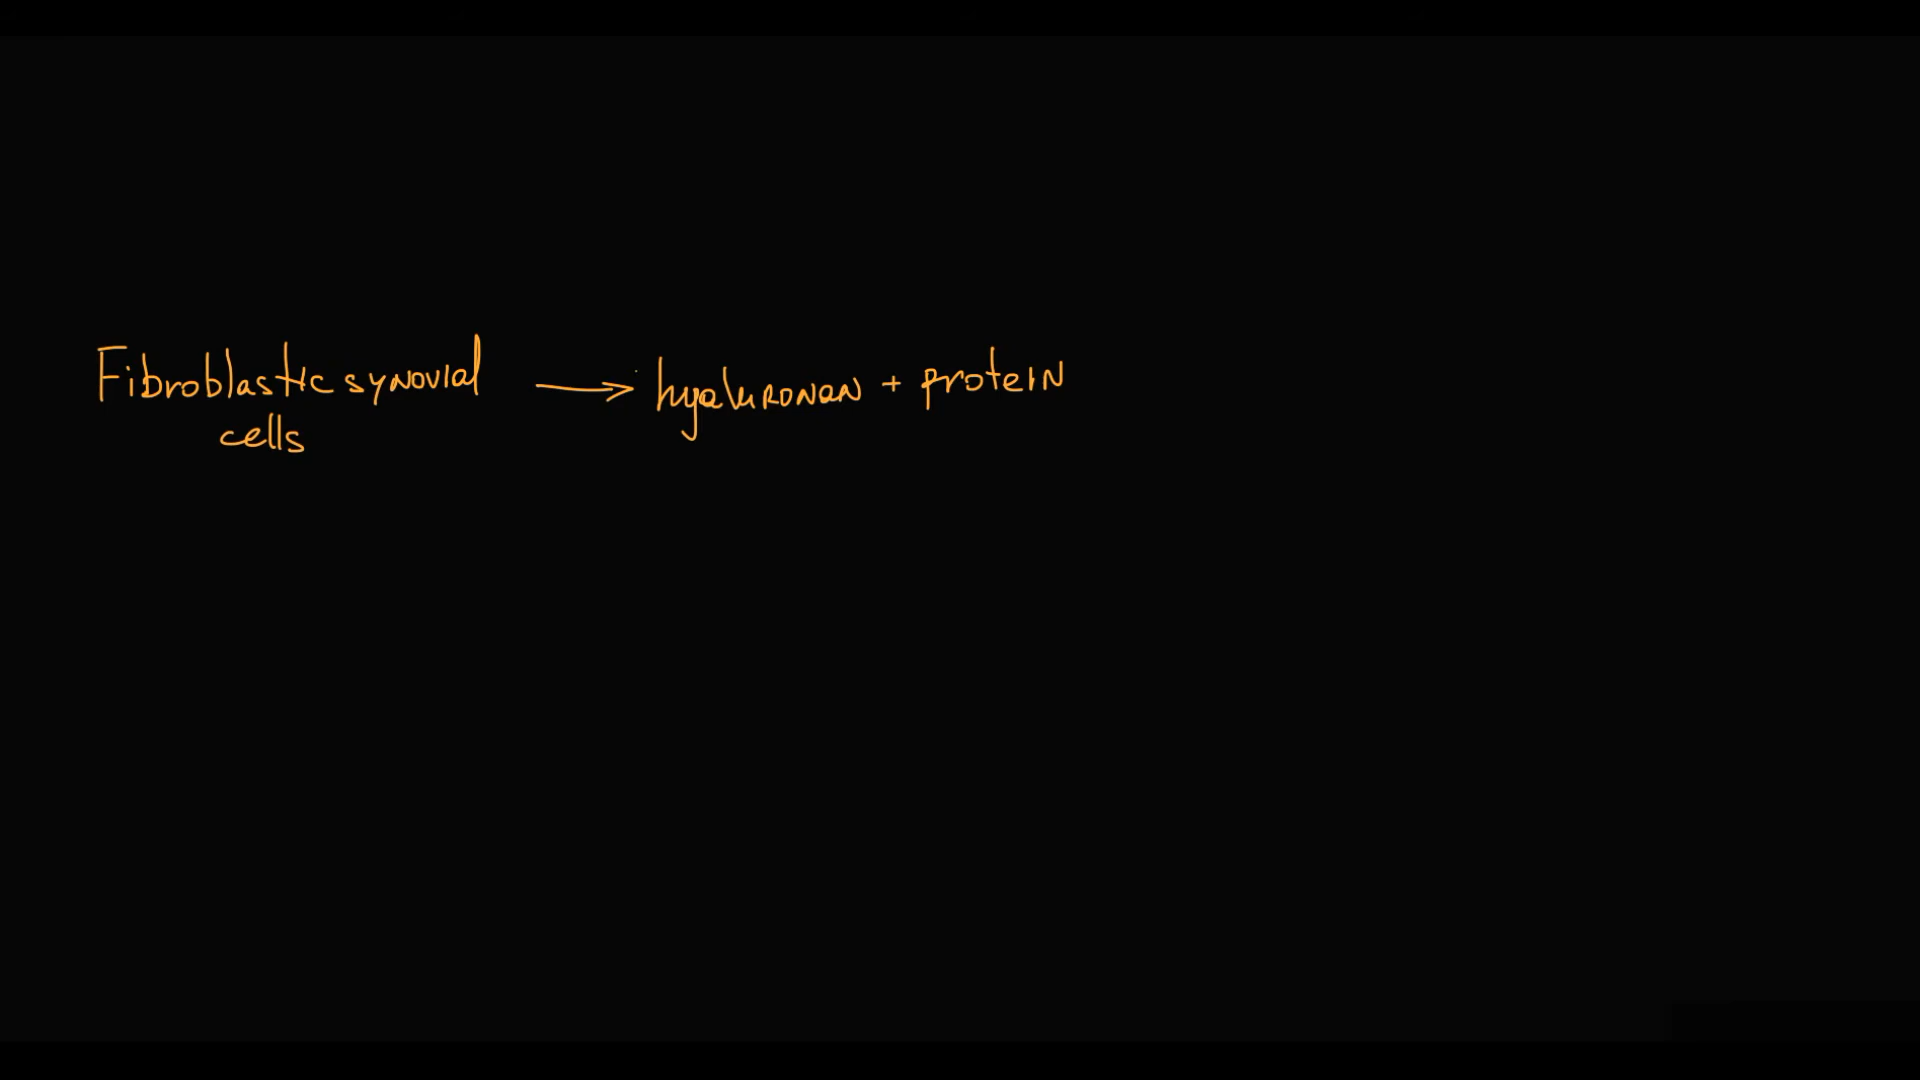 Fibroblastic synovial → hyaluronan + protein
cells